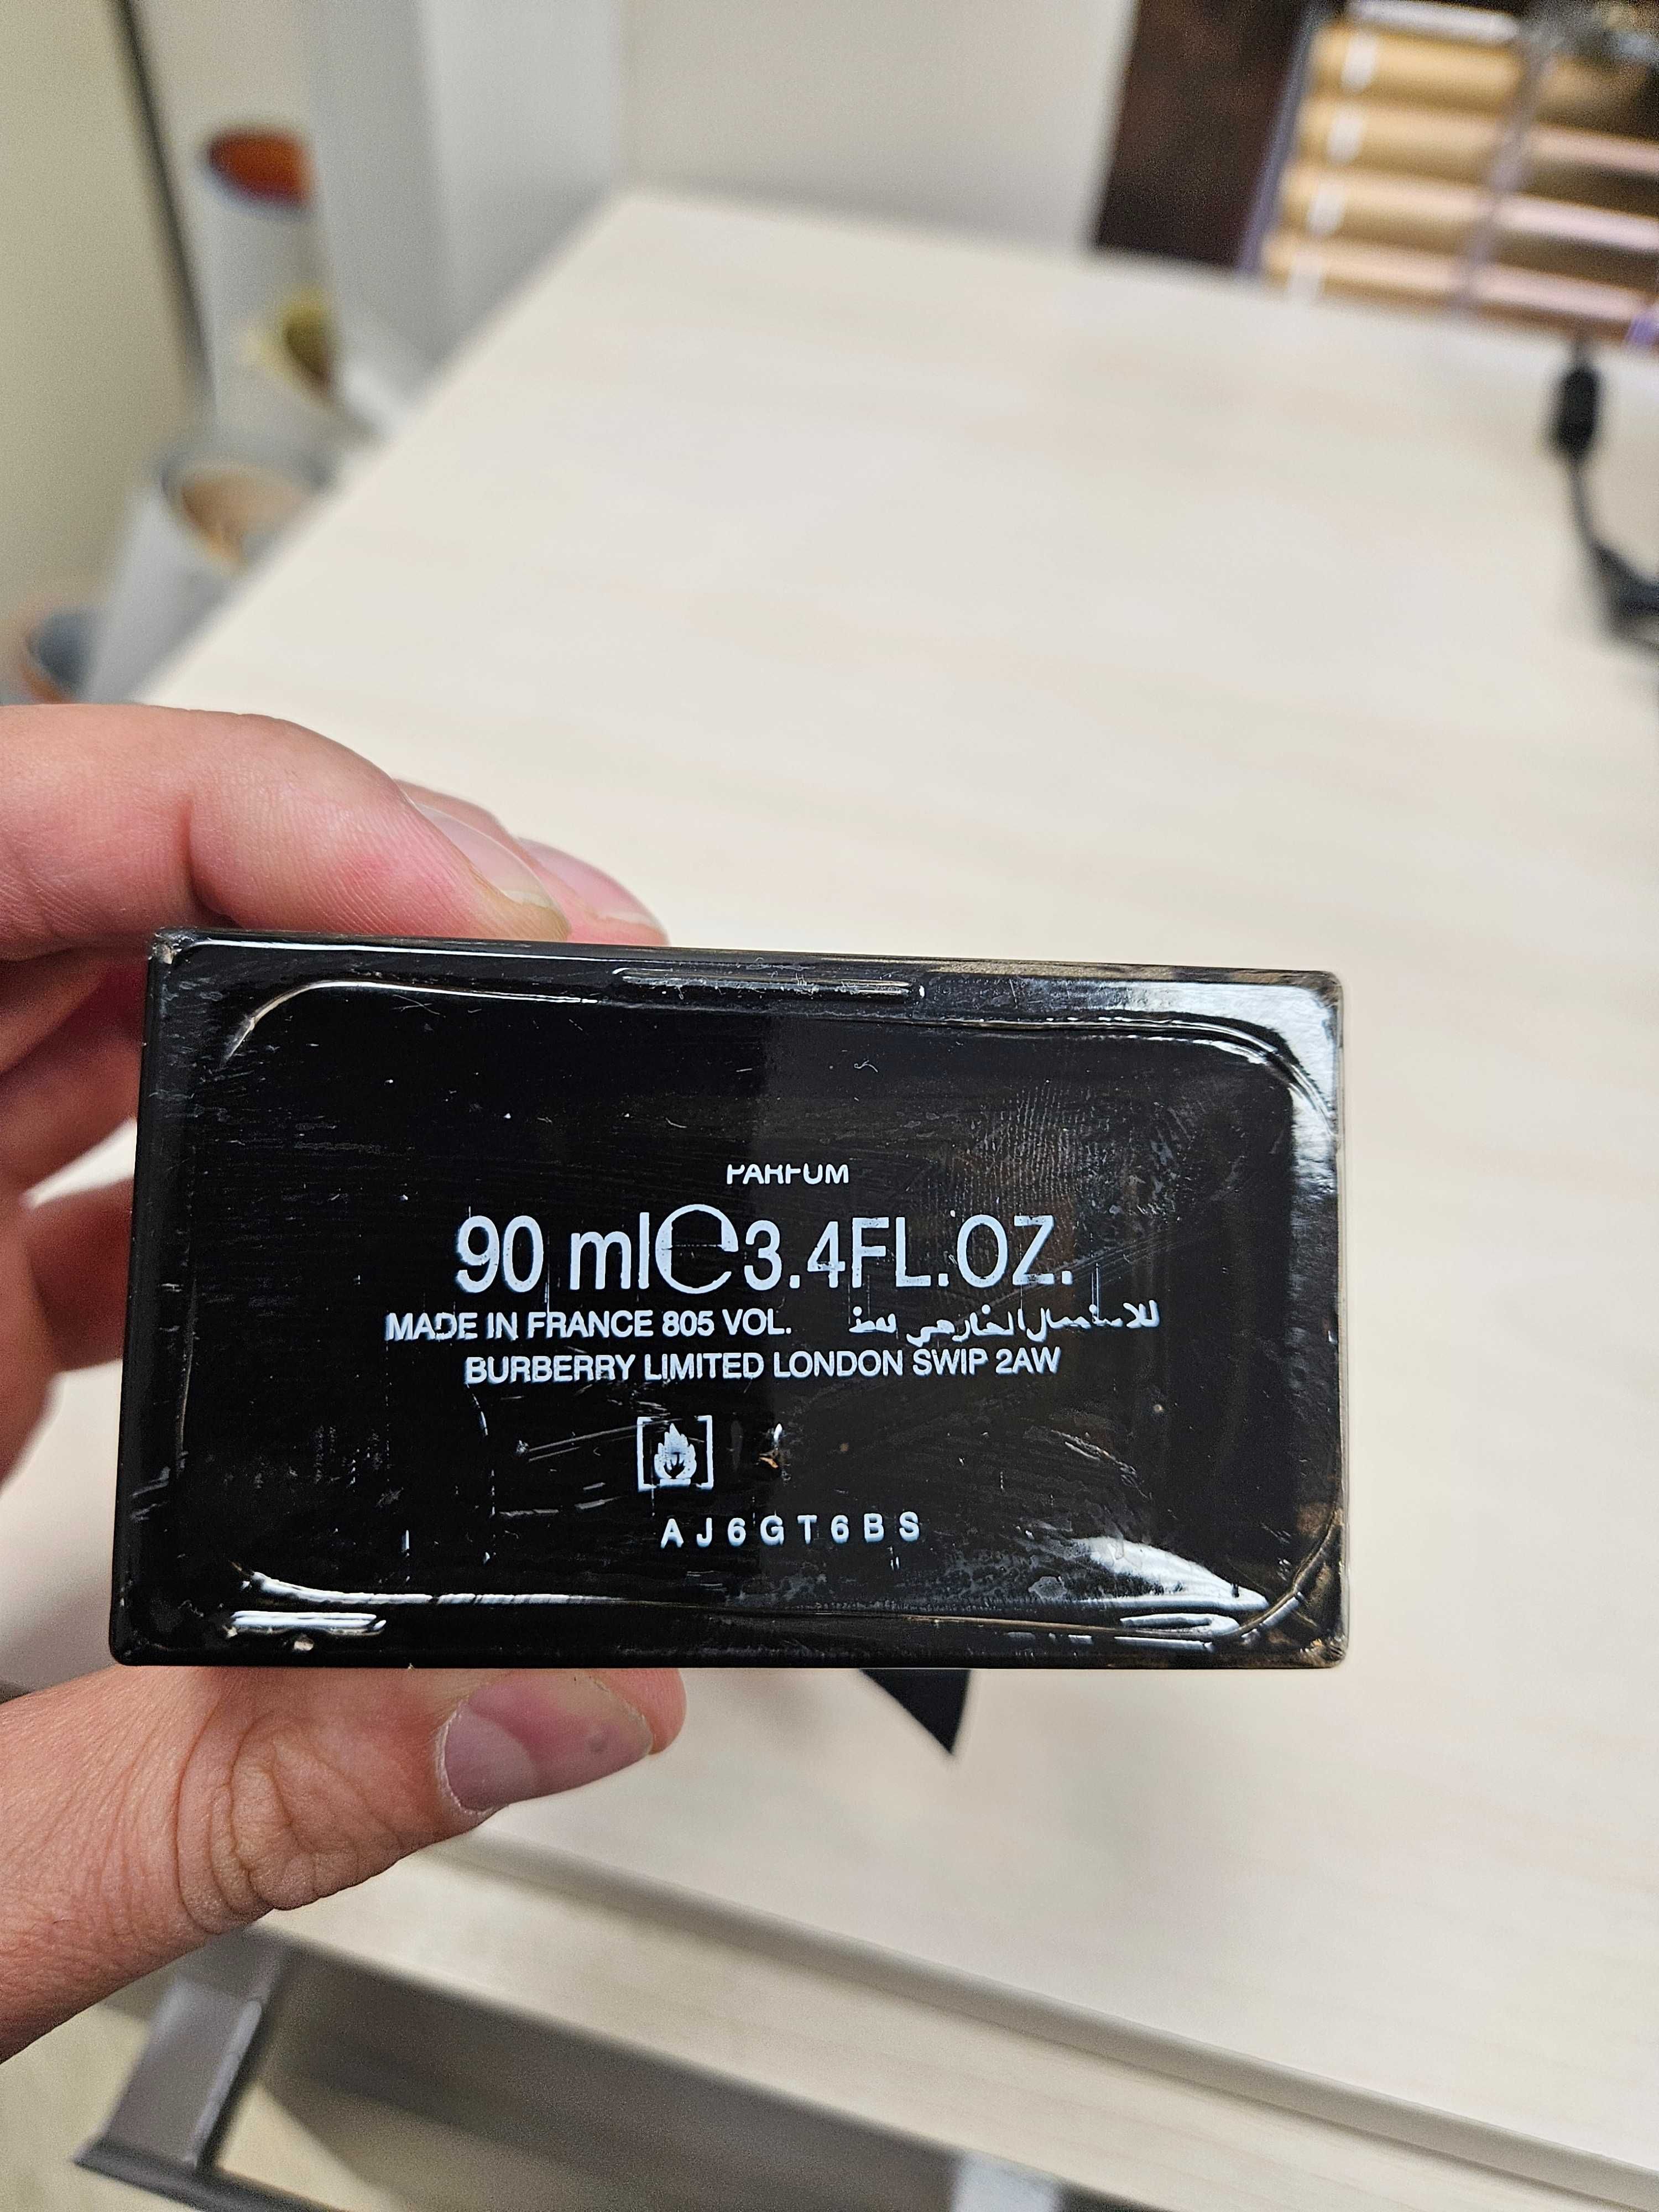 PARFUM
90 ml℮3.4FL.OZ.
MADE IN FRANCE 805 VOL. للاستعمال الخارجي فقط
BURBERRY LIMITED LONDON SWIP 2AW
AJ6GT6BS